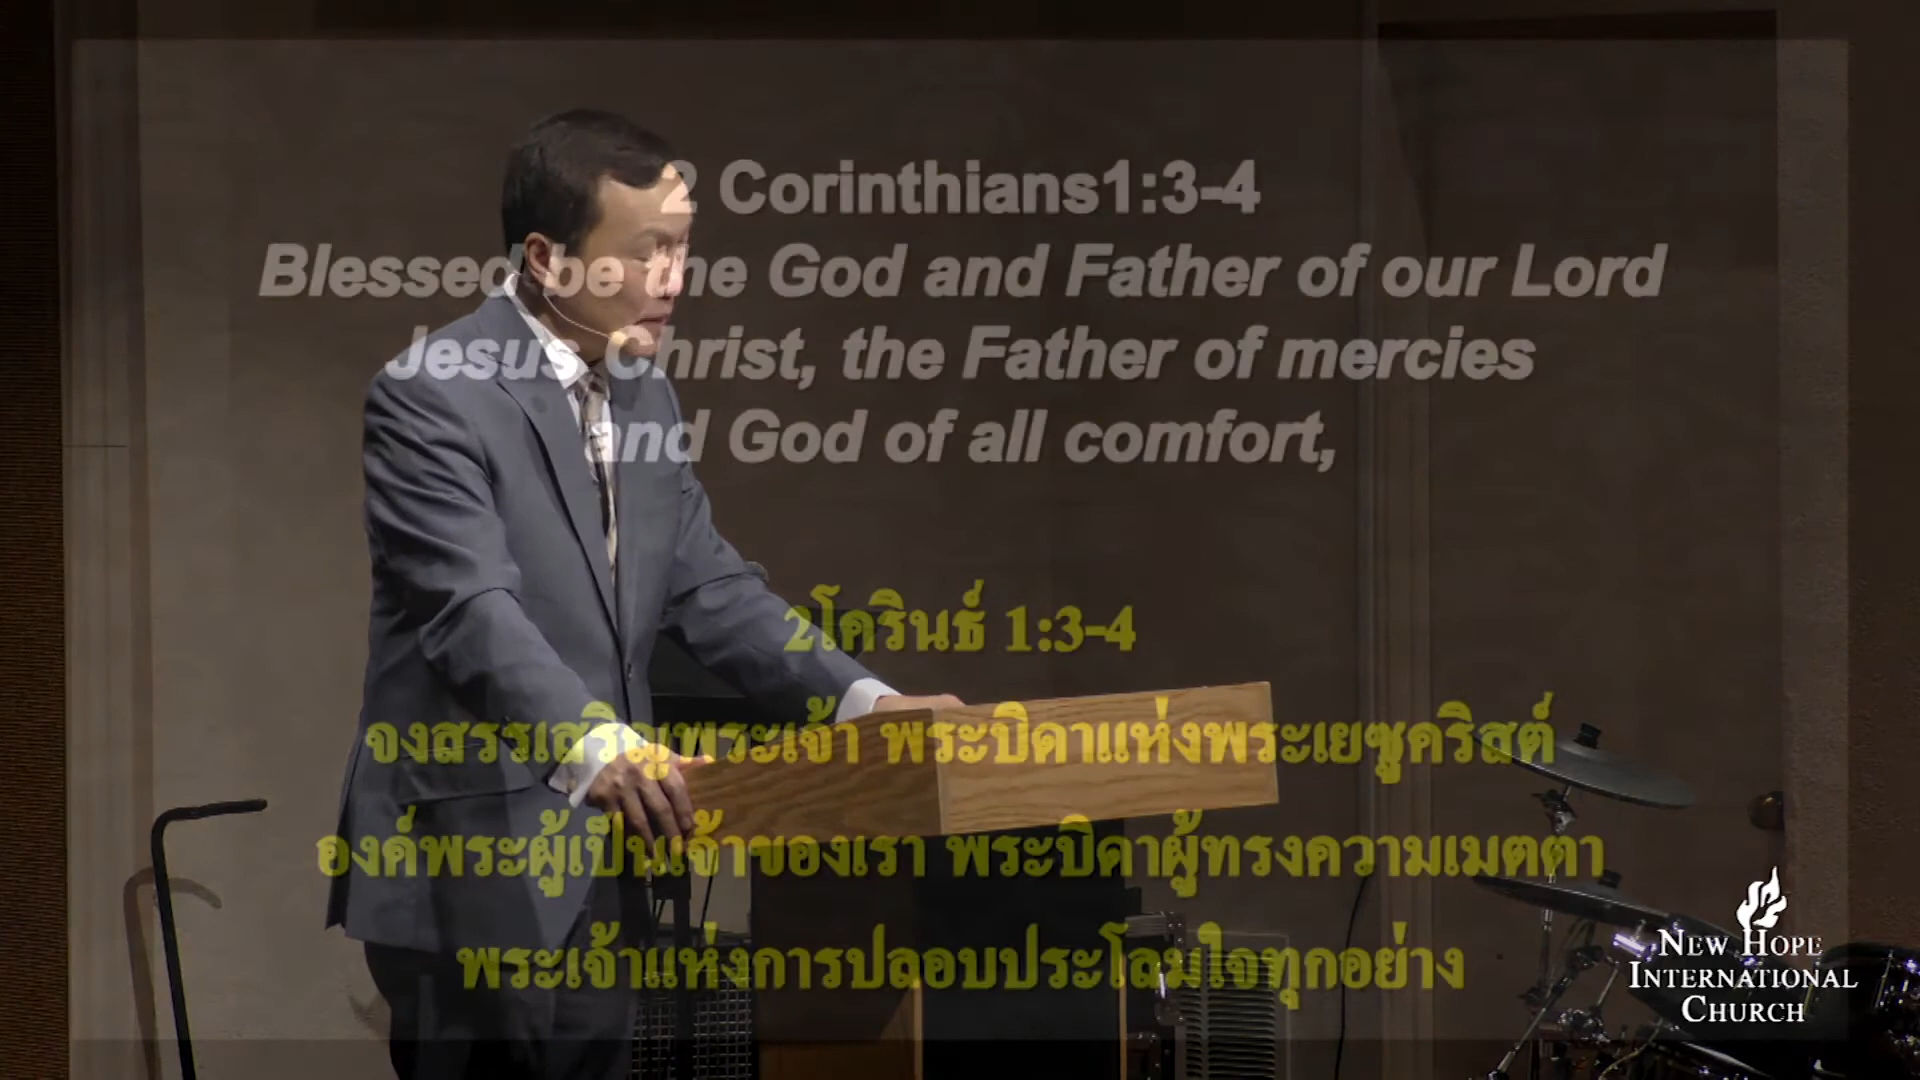 2 Corinthians1:3-4
Blessed be the God and Father of our Lord
Jesus Christ, the Father of mercies
and God of all comfort,
2โครินธ์ 1:3-4
จงสรรเสริญพระเจ้า พระบิดาแห่งพระเยซูคริสต์
องค์พระผู้เป็นเจ้าของเรา พระบิดาผู้ทรงความเมตตา
พระเจ้าแห่งการปลอบประโลมใจทุกอย่าง
NEW HOPE
INTERNATIONAL
CHURCH